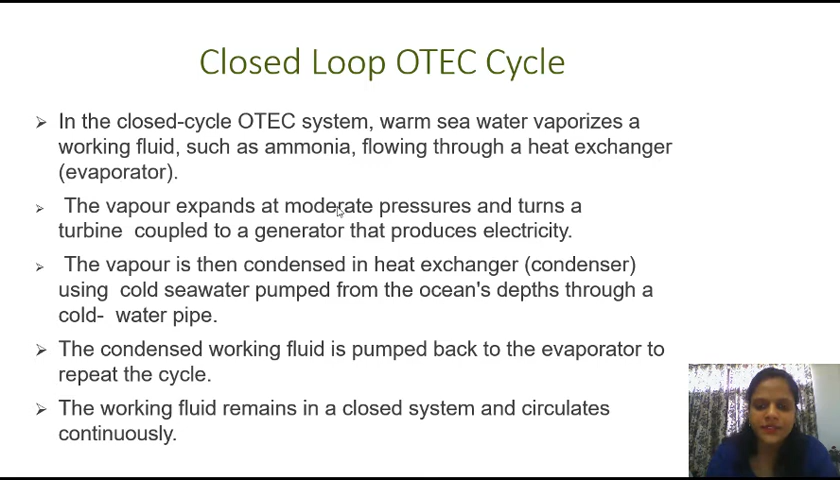 Closed Loop OTEC Cycle
➢ In the closed-cycle OTEC system, warm sea water vaporizes a
working fluid, such as ammonia, flowing through a heat exchanger
(evaporator).
➢ The vapour expands at moderate pressures and turns a
turbine coupled to a generator that produces electricity.
➢ The vapour is then condensed in heat exchanger (condenser)
using cold seawater pumped from the ocean's depths through a
cold- water pipe.
➢ The condensed working fluid is pumped back to the evaporator to
repeat the cycle.
➢ The working fluid remains in a closed system and circulates
continuously.